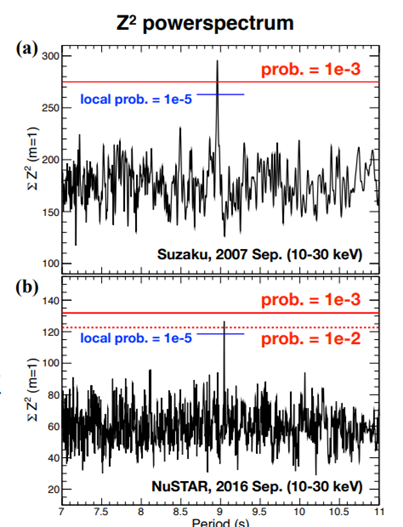 Z² powerspectrum
(a)
300
250
200
150
100
Σ Z² (m=1)
prob. = 1e-3
local prob. = 1e-5
Suzaku, 2007 Sep. (10-30 keV)
(b)
140
120
100
80
60
40
20
Σ Z² (m=1)
prob. = 1e-3
prob. = 1e-2
local prob. = 1e-5
NuSTAR, 2016 Sep. (10-30 keV)
7 7.5 8 8.5 9 9.5 10 10.5 11
Period (s)